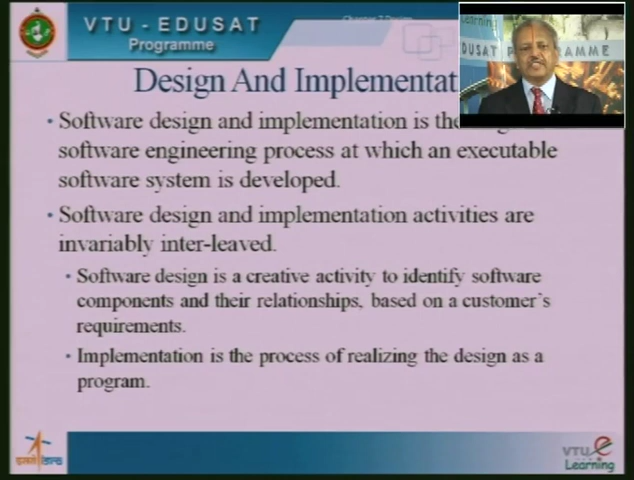 VTU - EDUSAT
Programme
Learning
EDUSAT PROGRAMME
Design And
Software design and implementation is the
software engineering process at which an executable
software system is developed.
Software design and implementation activities are
invariably inter-leaved.
Software design is a creative activity to identify software
components and their relationships, based on a customer's
requirements.
Implementation is the process of realizing the design as a
program.
VTU e
Learning